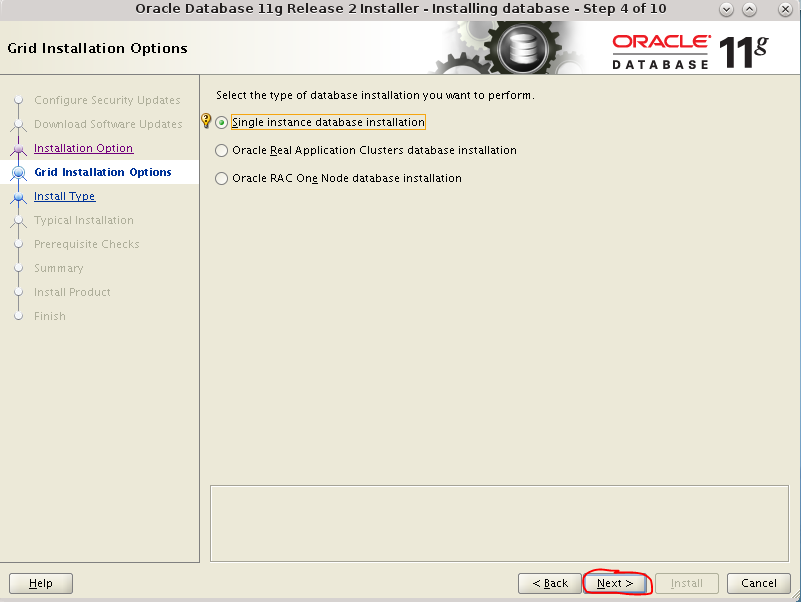 Oracle Database 11g Release 2 Installer - Installing database - Step 4 of 10
Grid Installation Options
ORACLE
DATABASE
11g
Configure Security Updates
Download Software Updates
Installation Option
Grid Installation Options
Install Type
Typical Installation
Prerequisite Checks
Summary
Install Product
Finish
Select the type of database installation you want to perform.
Single instance database installation
Oracle Real Application Clusters database installation
Oracle RAC One Node database installation
Help
< Back
Next >
Install
Cancel